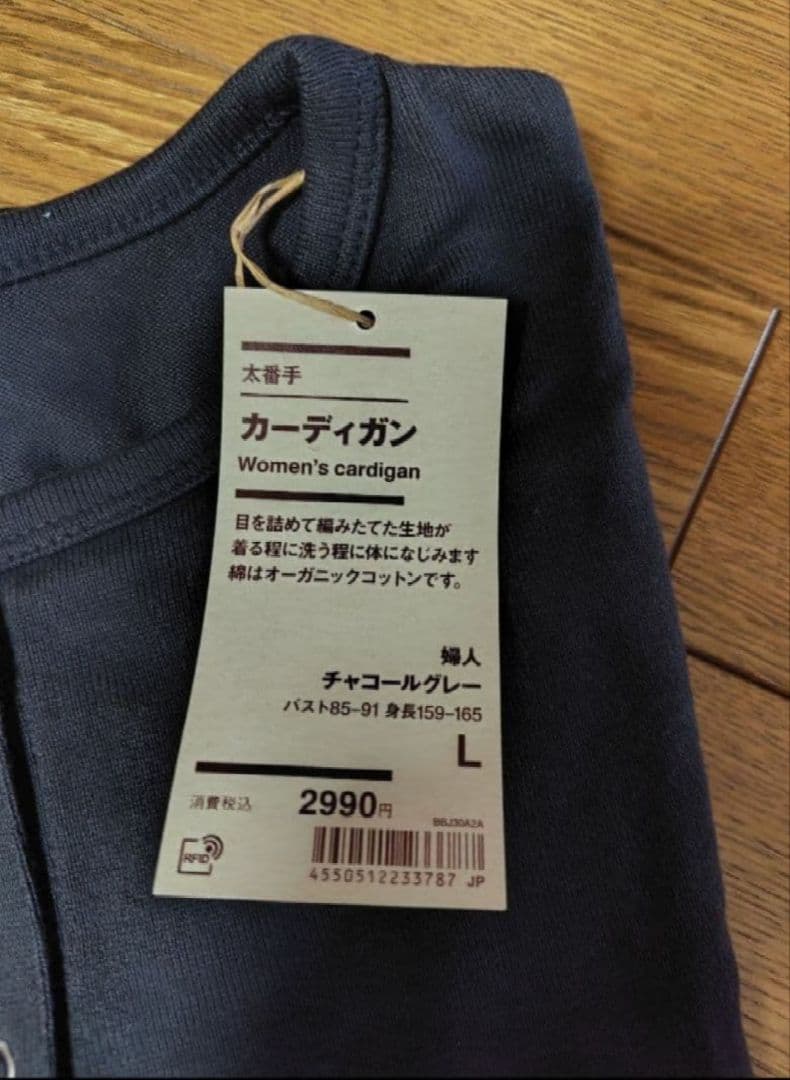 太番手
カーディガン
Women's cardigan
目を詰めて編みたてた生地が
着る程に洗う程に体になじみます
綿はオーガニックコットンです。
婦人
チャコールグレー
バスト85–91 身長159–165
L
消費税込 2990円
BBJ30A2A
RFID
4550512233787 JP